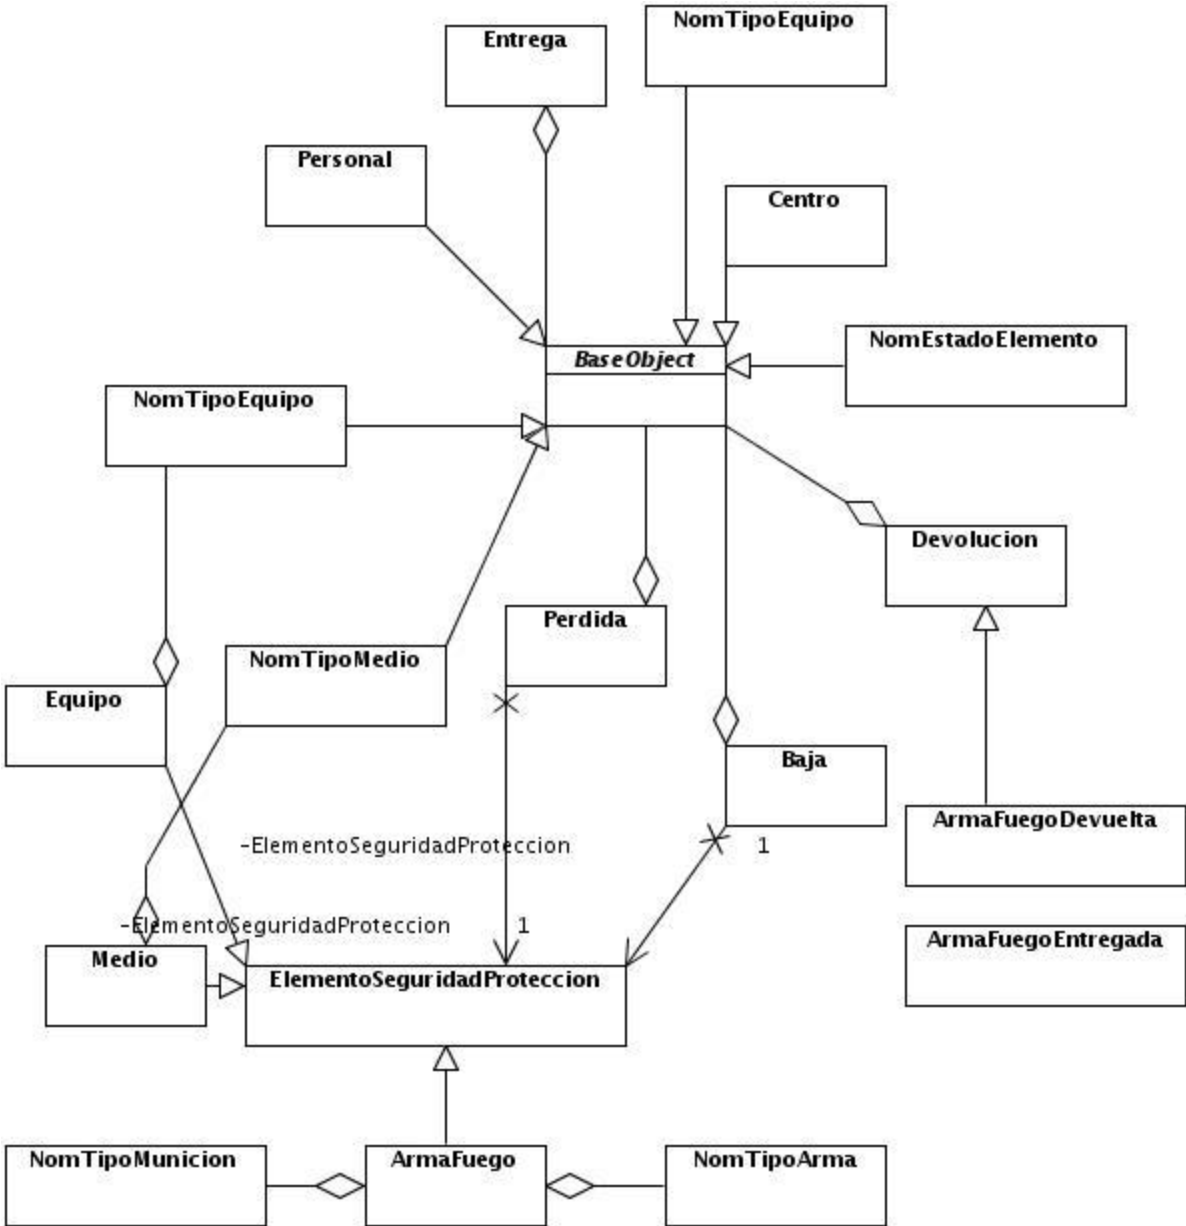 NomTipoEquipo
Entrega
Personal
Centro
NomEstadoElemento
BaseObject
NomTipoEquipo
Devolucion
Perdida
NomTipoMedio
Equipo
Baja
ArmaFuegoDevuelta
-ElementoSeguridadProteccion
1
-ElementoSeguridadProteccion
1
ArmaFuegoEntregada
Medio
ElementoSeguridadProteccion
NomTipoMunicion
ArmaFuego
NomTipoArma